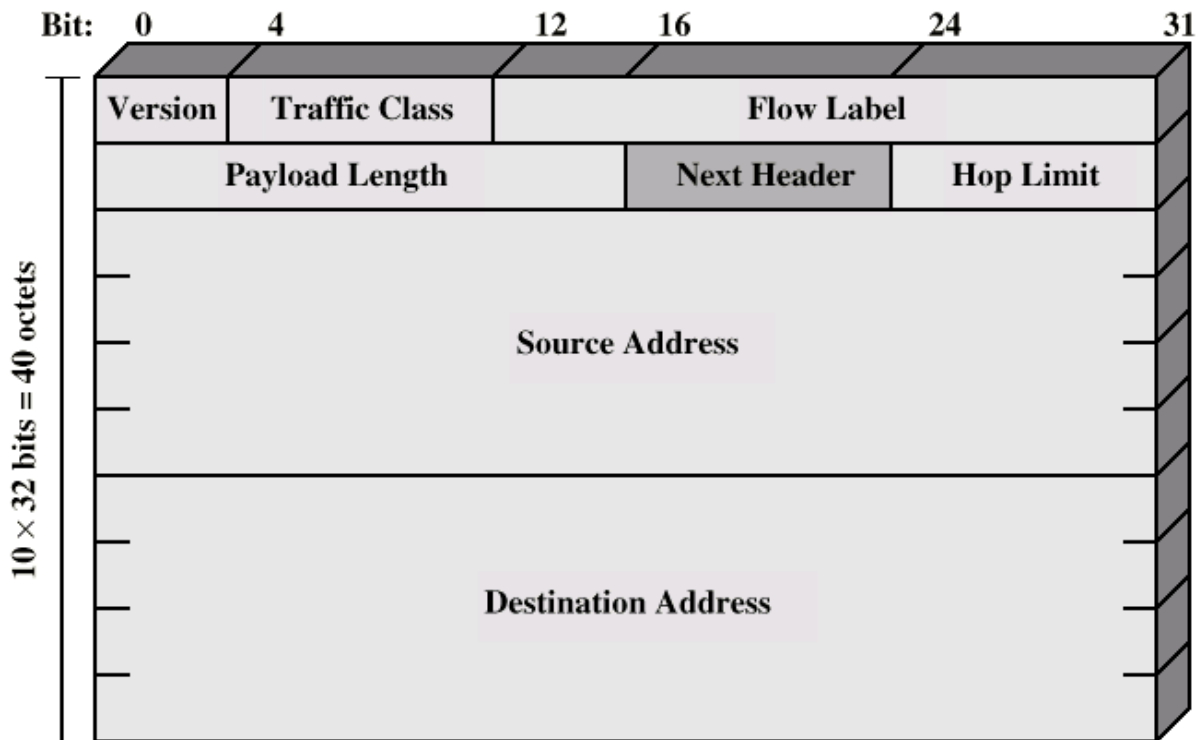 Bit: 0 4 12 16 24 31
Version Traffic Class Flow Label
Payload Length Next Header Hop Limit
10 × 32 bits = 40 octets
Source Address
Destination Address